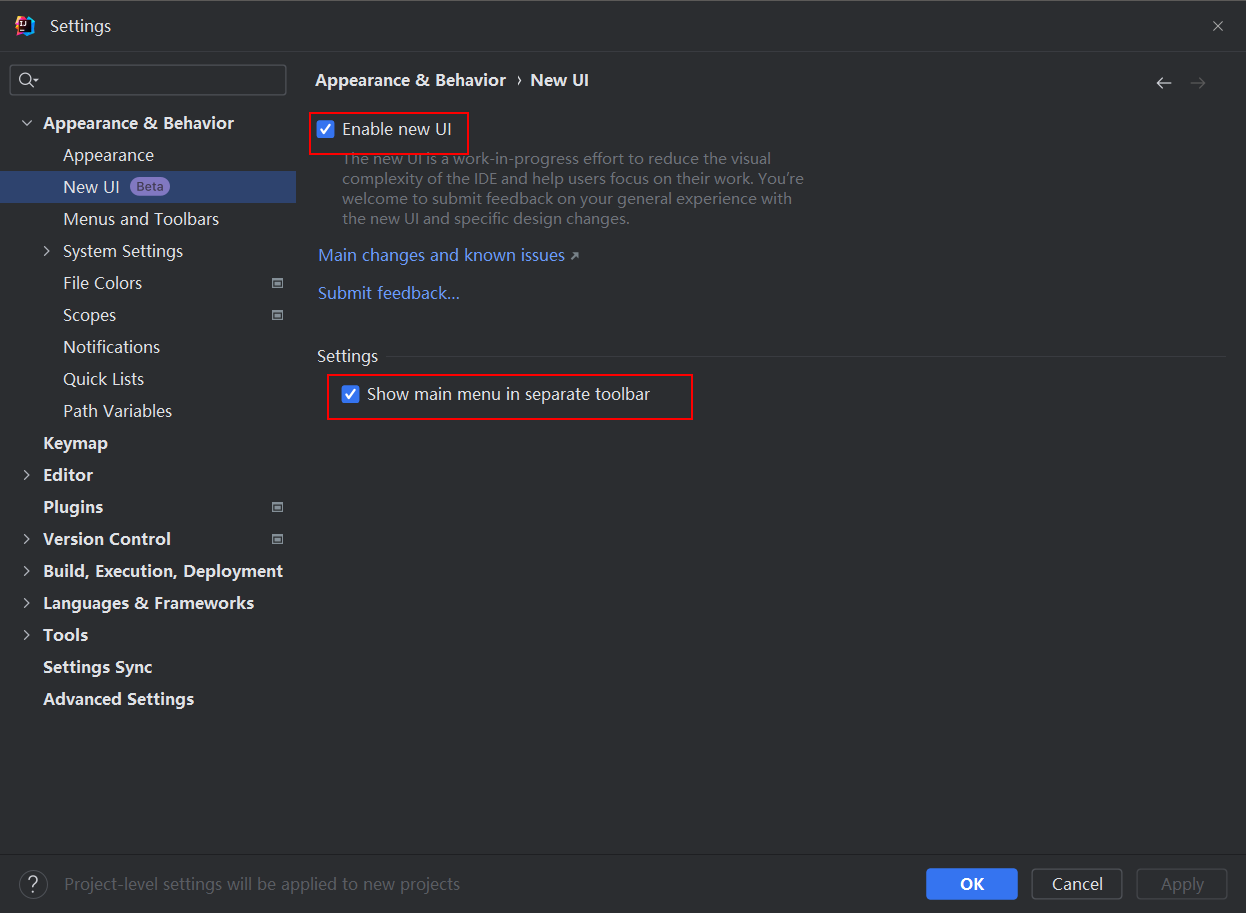 Settings
Appearance & Behavior › New UI
Appearance & Behavior
Appearance
New UI Beta
Menus and Toolbars
System Settings
File Colors
Scopes
Notifications
Quick Lists
Path Variables
Keymap
Editor
Plugins
Version Control
Build, Execution, Deployment
Languages & Frameworks
Tools
Settings Sync
Advanced Settings
Enable new UI
The new UI is a work-in-progress effort to reduce the visual
complexity of the IDE and help users focus on their work. You’re
welcome to submit feedback on your general experience with
the new UI and specific design changes.
Main changes and known issues
Submit feedback...
Settings
Show main menu in separate toolbar
? Project-level settings will be applied to new projects
OK
Cancel
Apply